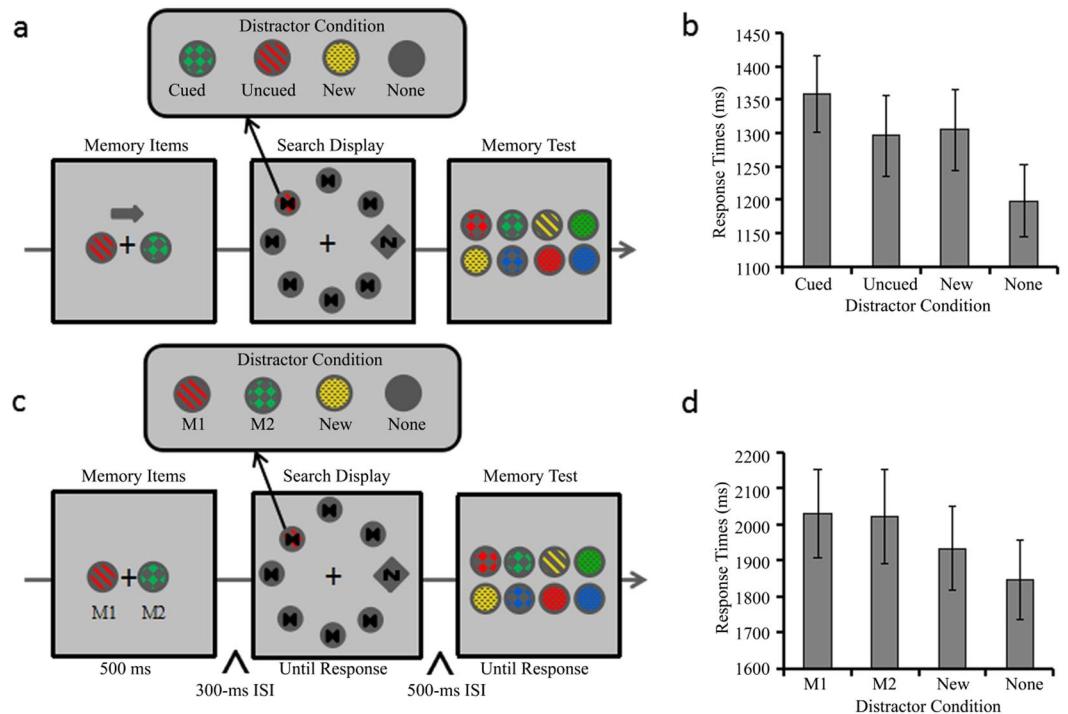 a
Distractor Condition
Cued Uncued New None
Memory Items Search Display Memory Test
+ + N
b
Response Times (ms)
1450
1400
1350
1300
1250
1200
1150
1100
Cued Uncued New None
Distractor Condition
c
Distractor Condition
M1 M2 New None
Memory Items Search Display Memory Test
+ + N
M1 M2
500 ms Until Response Until Response
300-ms ISI 500-ms ISI
d
Response Times (ms)
2200
2100
2000
1900
1800
1700
1600
M1 M2 New None
Distractor Condition